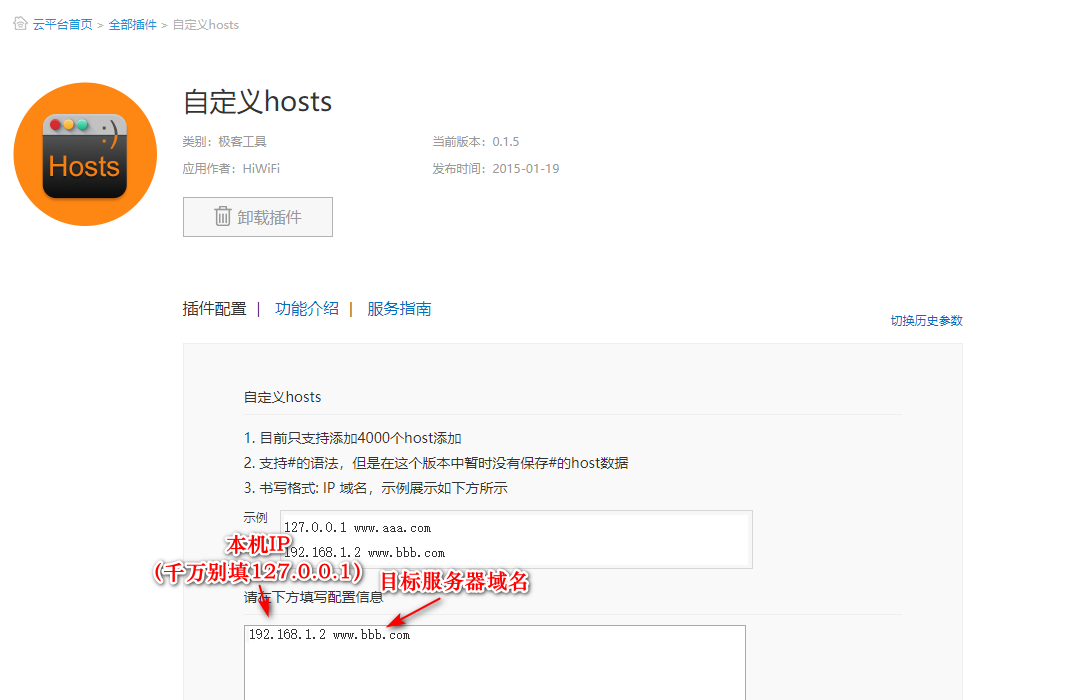 云平台首页 > 全部插件 > 自定义hosts
自定义hosts
:)
Hosts
类别：极客工具
当前版本：0.1.5
应用作者：HiWiFi
发布时间：2015-01-19
卸载插件
插件配置 | 功能介绍 | 服务指南
切换历史参数
自定义hosts
1. 目前只支持添加4000个host添加
2. 支持#的语法，但是在这个版本中暂时没有保存#的host数据
3. 书写格式: IP 域名，示例展示如下方所示
示例
127.0.0.1 www.aaa.com
192.168.1.2 www.bbb.com
本机IP
（千万别填127.0.0.1）
目标服务器域名
请在下方填写配置信息
192.168.1.2 www.bbb.com